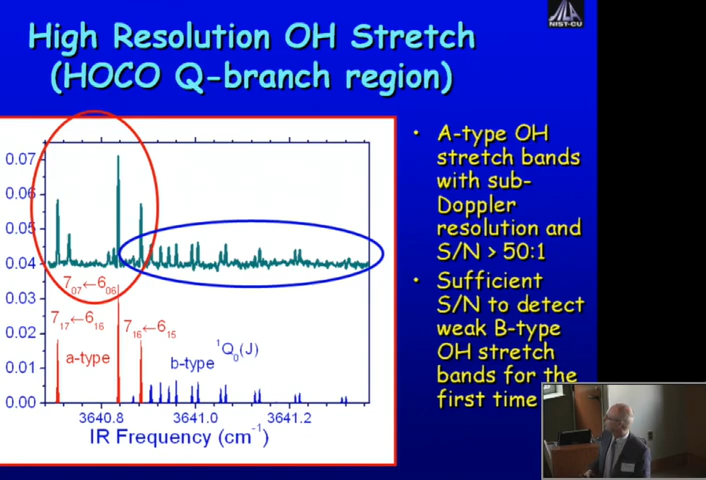 NIST-CU
High Resolution OH Stretch
(HOCO Q-branch region)
• A-type OH
stretch bands
with sub-
Doppler
resolution and
S/N > 50:1
• Sufficient
S/N to detect
weak B-type
OH stretch
bands for the
first time
0.07
0.06
0.05
0.04
0.03
0.02
0.01
0.00
7₀₇←6₀₆
7₁₇←6₁₆
7₁₆←6₁₅
a-type
b-type ¹Q₀(J)
3640.8 3641.0 3641.2
IR Frequency (cm⁻¹)